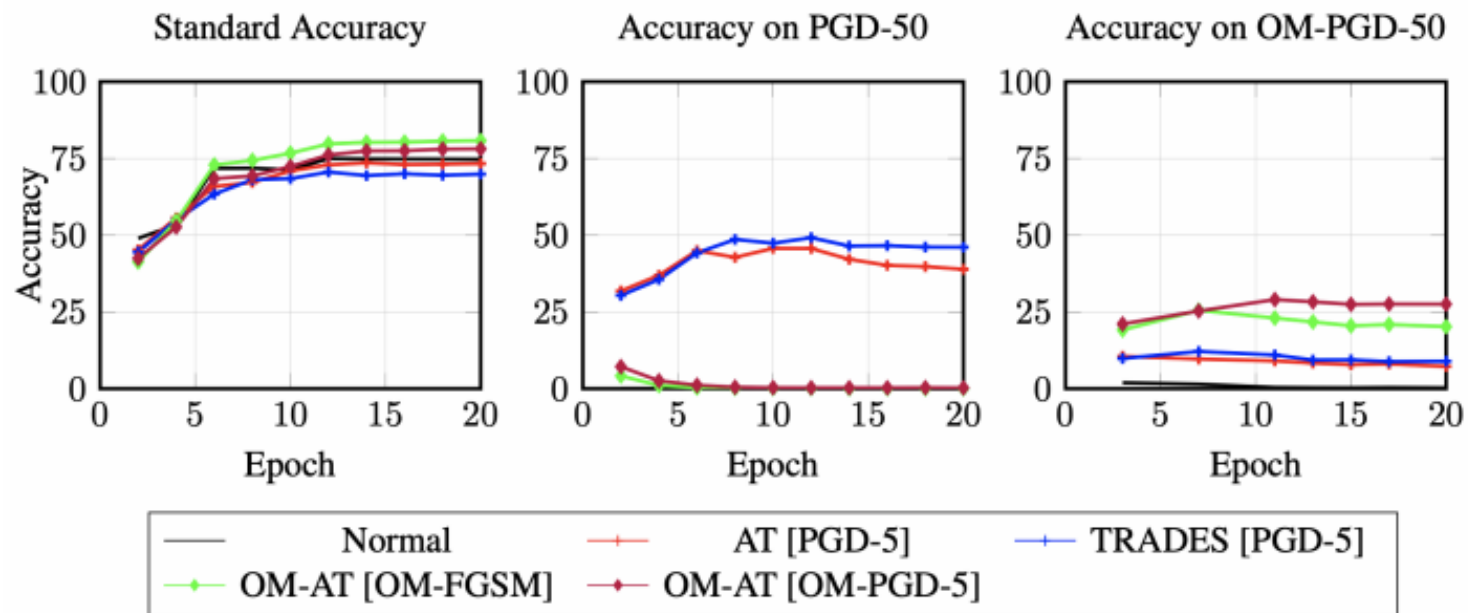 Standard Accuracy Accuracy on PGD-50 Accuracy on OM-PGD-50
100 100 100
75 75 75
50 50 50
25 25 25
0 0 0
0 5 10 15 20 0 5 10 15 20 0 5 10 15 20
Accuracy
Epoch Epoch Epoch
Normal AT [PGD-5] TRADES [PGD-5]
OM-AT [OM-FGSM] OM-AT [OM-PGD-5]